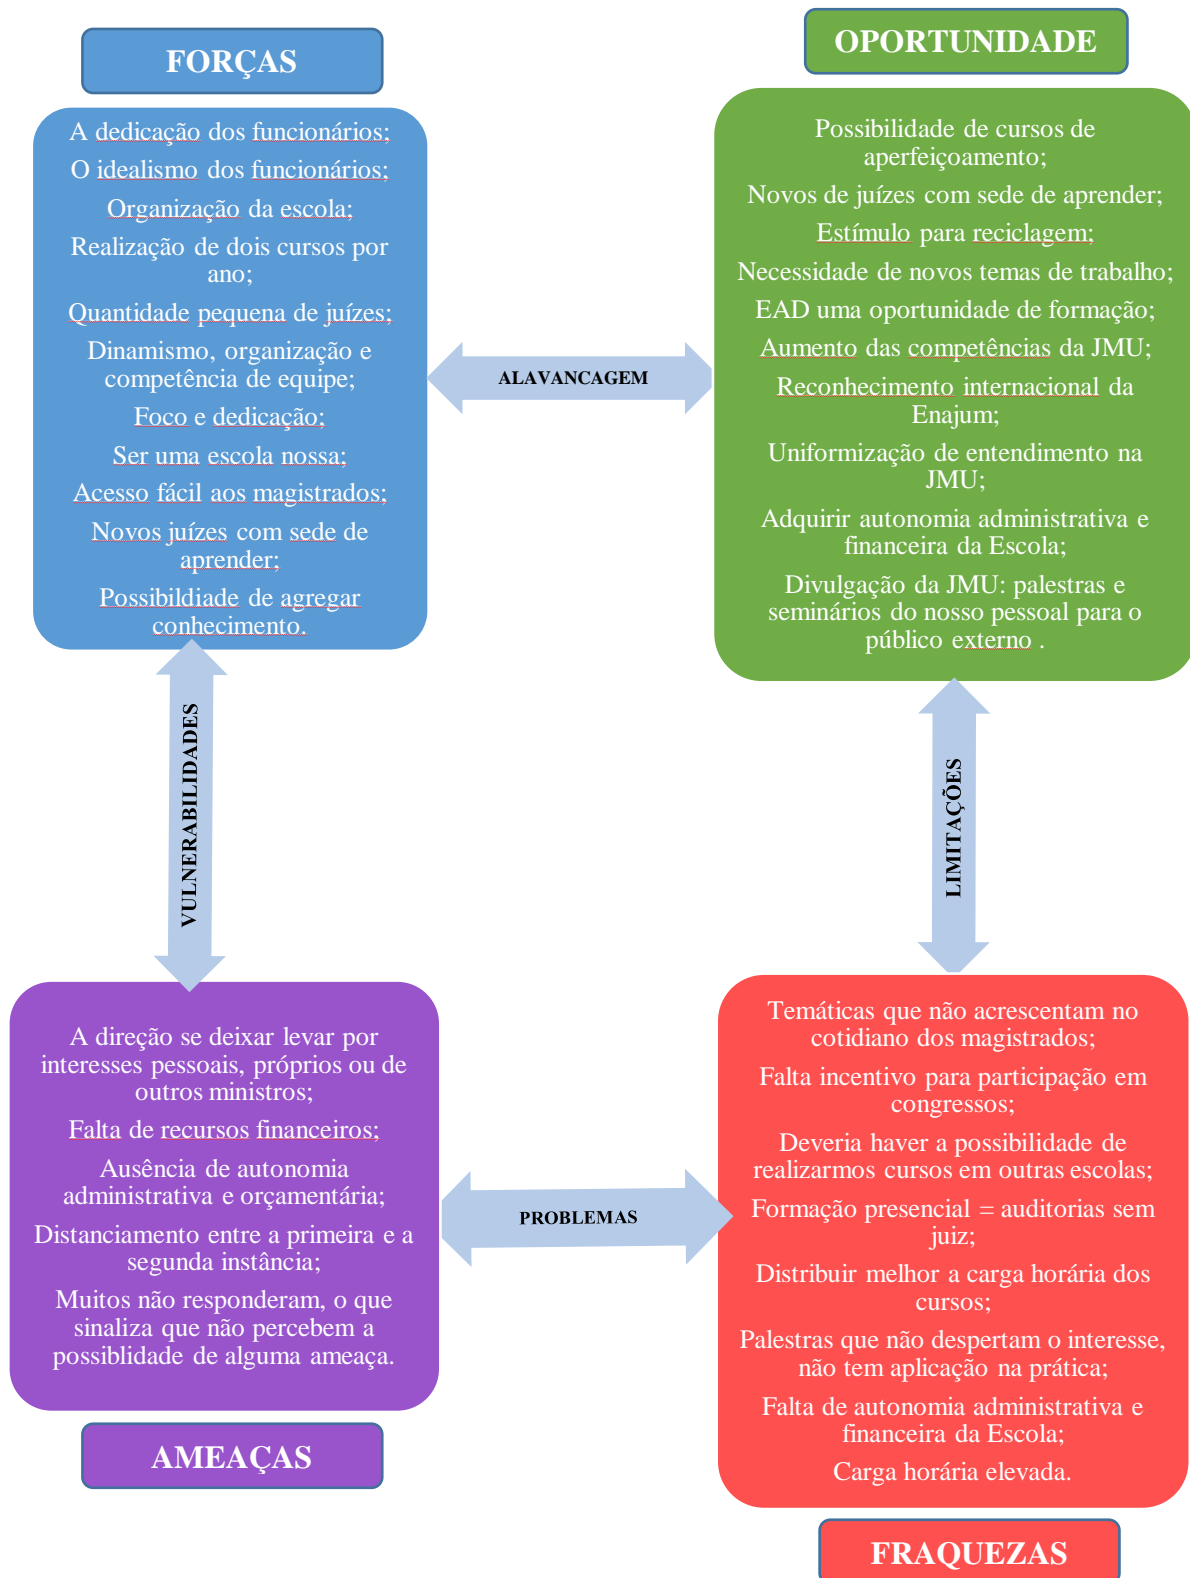 FORÇAS
A dedicação dos funcionários;
O idealismo dos funcionários;
Organização da escola;
Realização de dois cursos por
ano;
Quantidade pequena de juízes;
Dinamismo, organização e
competência de equipe;
Foco e dedicação;
Ser uma escola nossa;
Acesso fácil aos magistrados;
Novos juízes com sede de
aprender;
Possibildiade de agregar
conhecimento.
ALAVANCAGEM
OPORTUNIDADE
Possibilidade de cursos de
aperfeiçoamento;
Novos de juízes com sede de aprender;
Estímulo para reciclagem;
Necessidade de novos temas de trabalho;
EAD uma oportunidade de formação;
Aumento das competências da JMU;
Reconhecimento internacional da
Enajum;
Uniformização de entendimento na
JMU;
Adquirir autonomia administrativa e
financeira da Escola;
Divulgação da JMU: palestras e
seminários do nosso pessoal para o
público externo .
VULNERABILIDADES
LIMITAÇÕES
A direção se deixar levar por
interesses pessoais, próprios ou de
outros ministros;
Falta de recursos financeiros;
Ausência de autonomia
administrativa e orçamentária;
Distanciamento entre a primeira e a
segunda instância;
Muitos não responderam, o que
sinaliza que não percebem a
possiblidade de alguma ameaça.
AMEAÇAS
PROBLEMAS
Temáticas que não acrescentam no
cotidiano dos magistrados;
Falta incentivo para participação em
congressos;
Deveria haver a possibilidade de
realizarmos cursos em outras escolas;
Formação presencial = auditorias sem
juiz;
Distribuir melhor a carga horária dos
cursos;
Palestras que não despertam o interesse,
não tem aplicação na prática;
Falta de autonomia administrativa e
financeira da Escola;
Carga horária elevada.
FRAQUEZAS